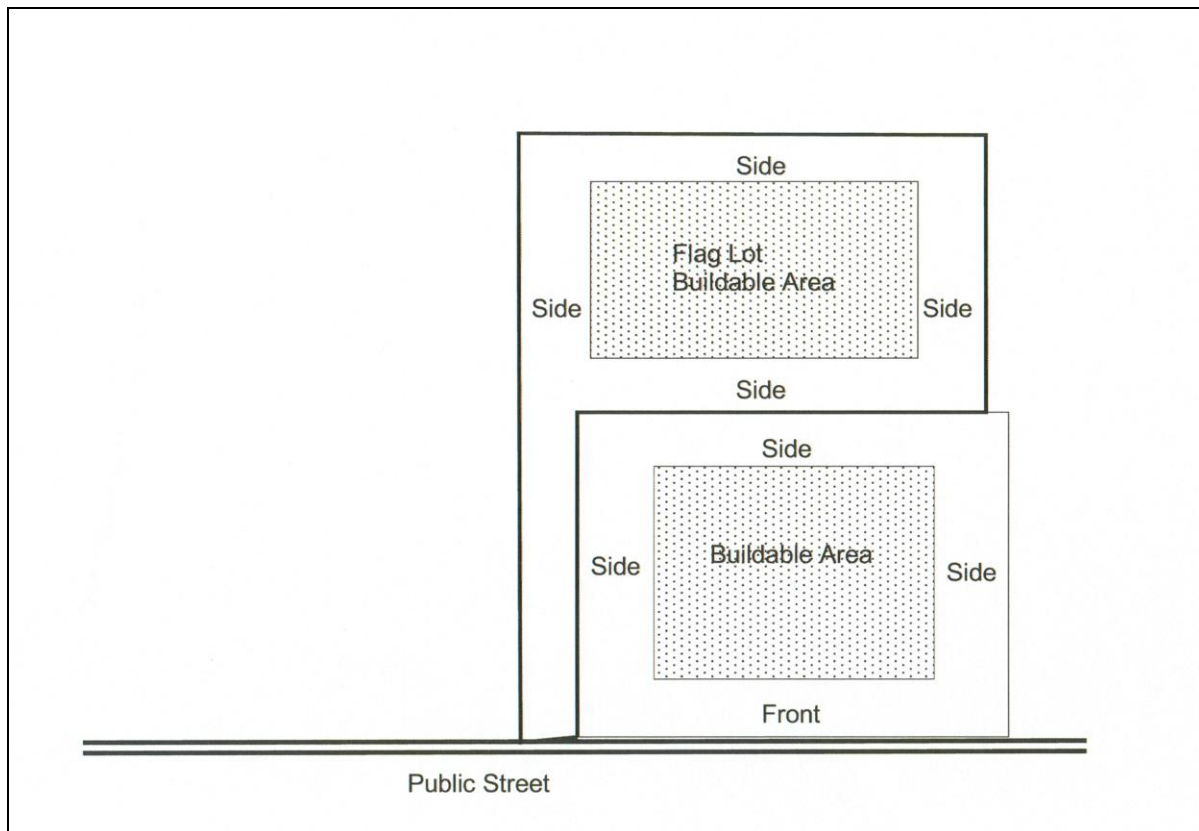 Side
Flag Lot
Buildable Area
Side
Side
Side
Side
Buildable Area
Side
Side
Front
Public Street